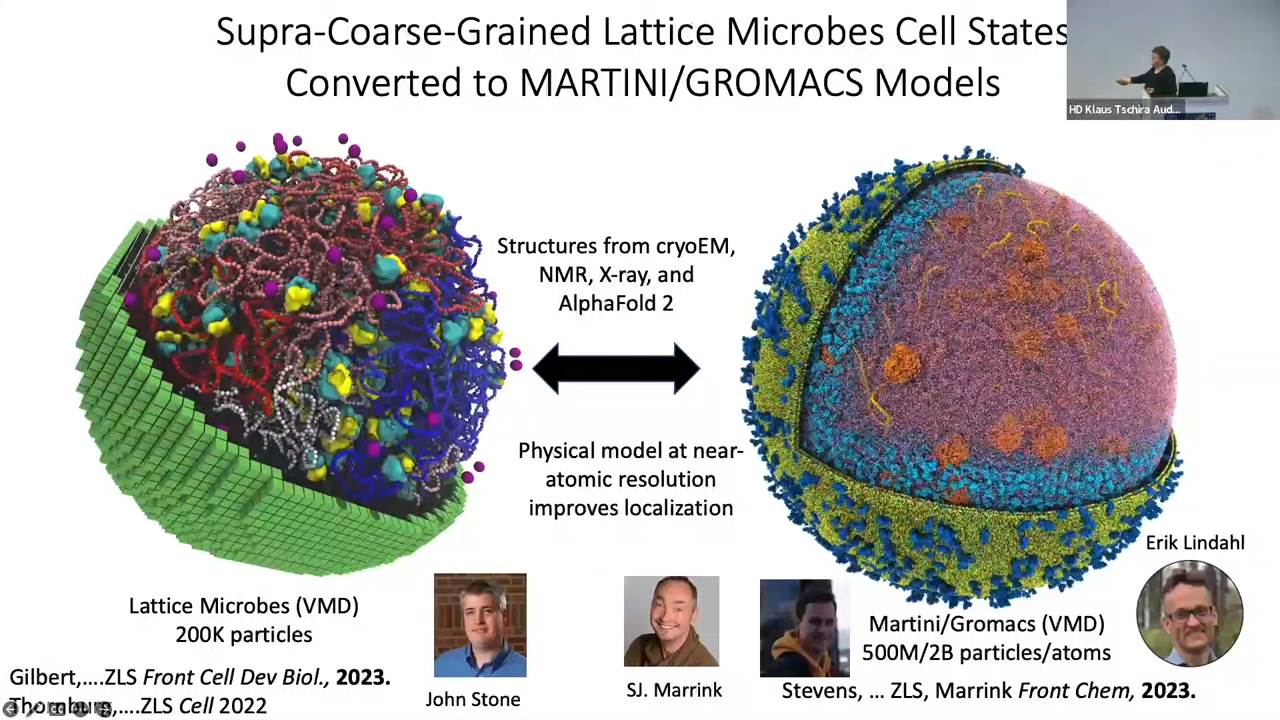 Supra-Coarse-Grained Lattice Microbes Cell States
Converted to MARTINI/GROMACS Models
HD Klaus Tschira Aud...
Structures from cryoEM,
NMR, X-ray, and
AlphaFold 2
Physical model at near-
atomic resolution
improves localization
Erik Lindahl
Lattice Microbes (VMD)
200K particles
Martini/Gromacs (VMD)
500M/2B particles/atoms
Gilbert,....ZLS Front Cell Dev Biol., 2023.
Thornburg,....ZLS Cell 2022
John Stone
SJ. Marrink
Stevens, ... ZLS, Marrink Front Chem, 2023.